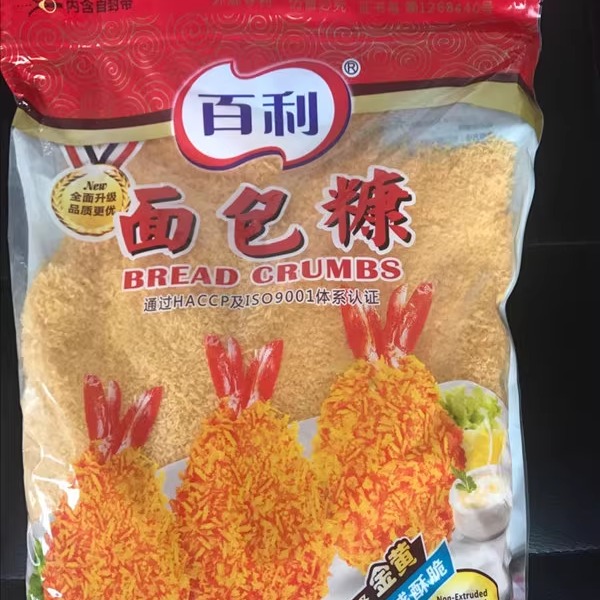 内含自封带
百利®
New
全面升级
品质更优
面包糠
BREAD CRUMBS
通过HACCP及ISO9001体系认证
金黄
酥脆
Non-Extruded